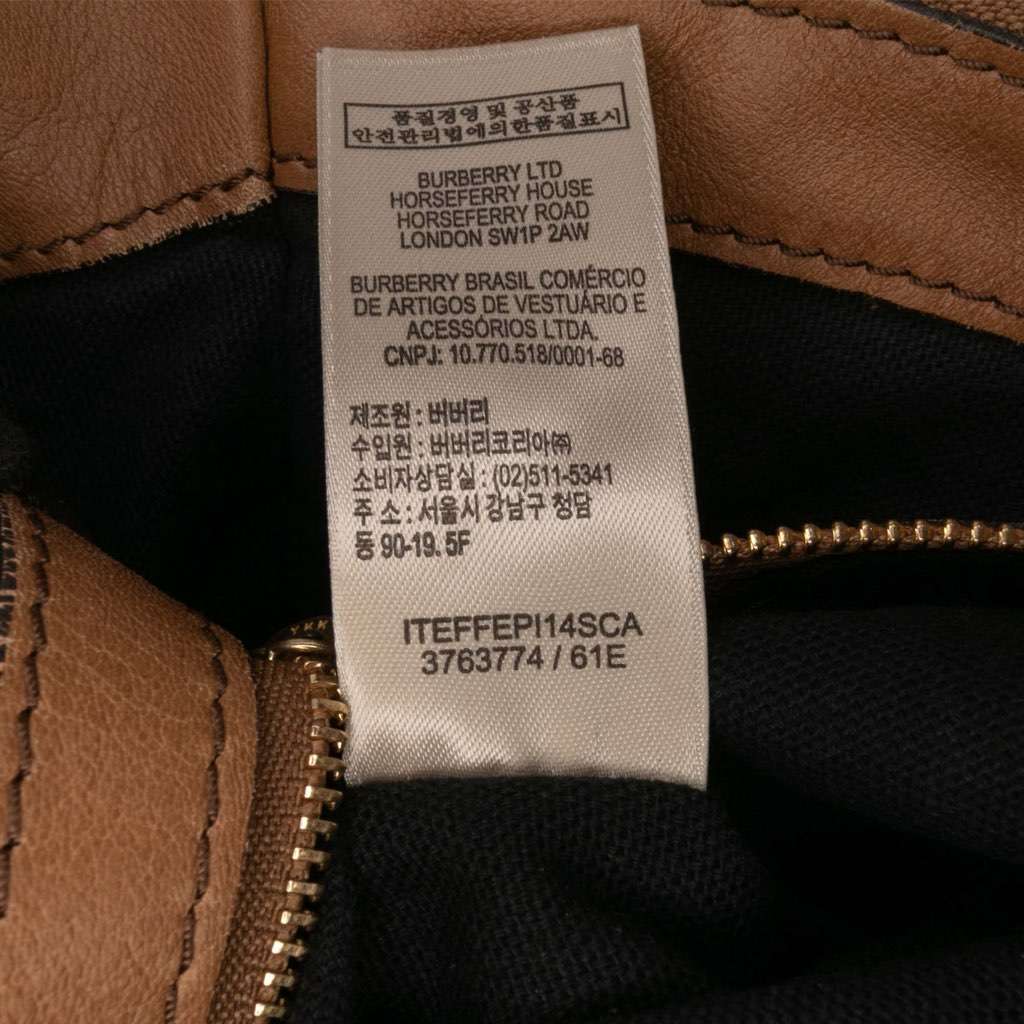 품질경영 및 공산품
안전관리법에의한품질표시
BURBERRY LTD
HORSEFERRY HOUSE
HORSEFERRY ROAD
LONDON SW1P 2AW
BURBERRY BRASIL COMÉRCIO
DE ARTIGOS DE VESTUÁRIO E
ACESSÓRIOS LTDA.
CNPJ: 10.770.518/0001-68
제조원 : 버버리
수입원 : 버버리코리아㈜
소비자상담실 : (02)511-5341
주 소 : 서울시 강남구 청담
동 90-19. 5F
ITEFFEPI14SCA
3763774 / 61E
YKK